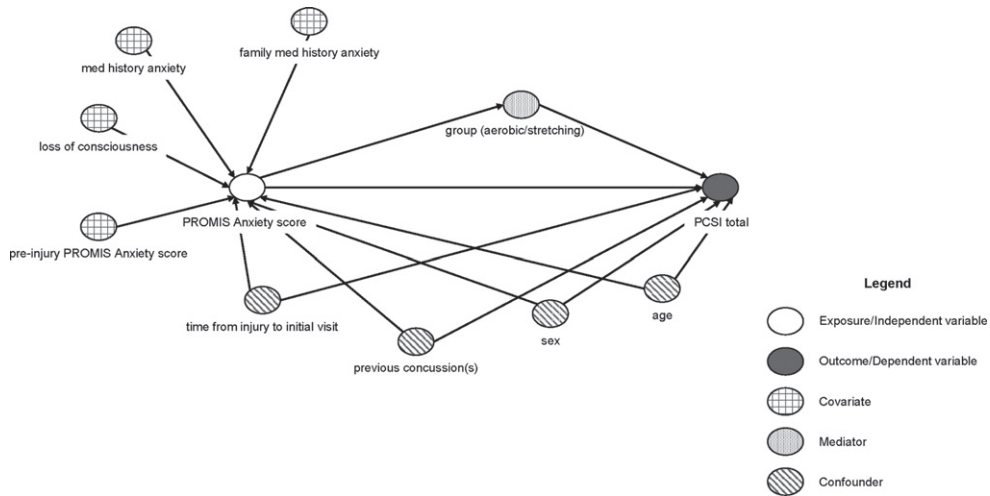 family med history anxiety
med history anxiety
group (aerobic/stretching)
loss of consciousness
PROMIS Anxiety score
PCSI total
pre-injury PROMIS Anxiety score
time from injury to initial visit
age
sex
previous concussion(s)
Legend
Exposure/Independent variable
Outcome/Dependent variable
Covariate
Mediator
Confounder